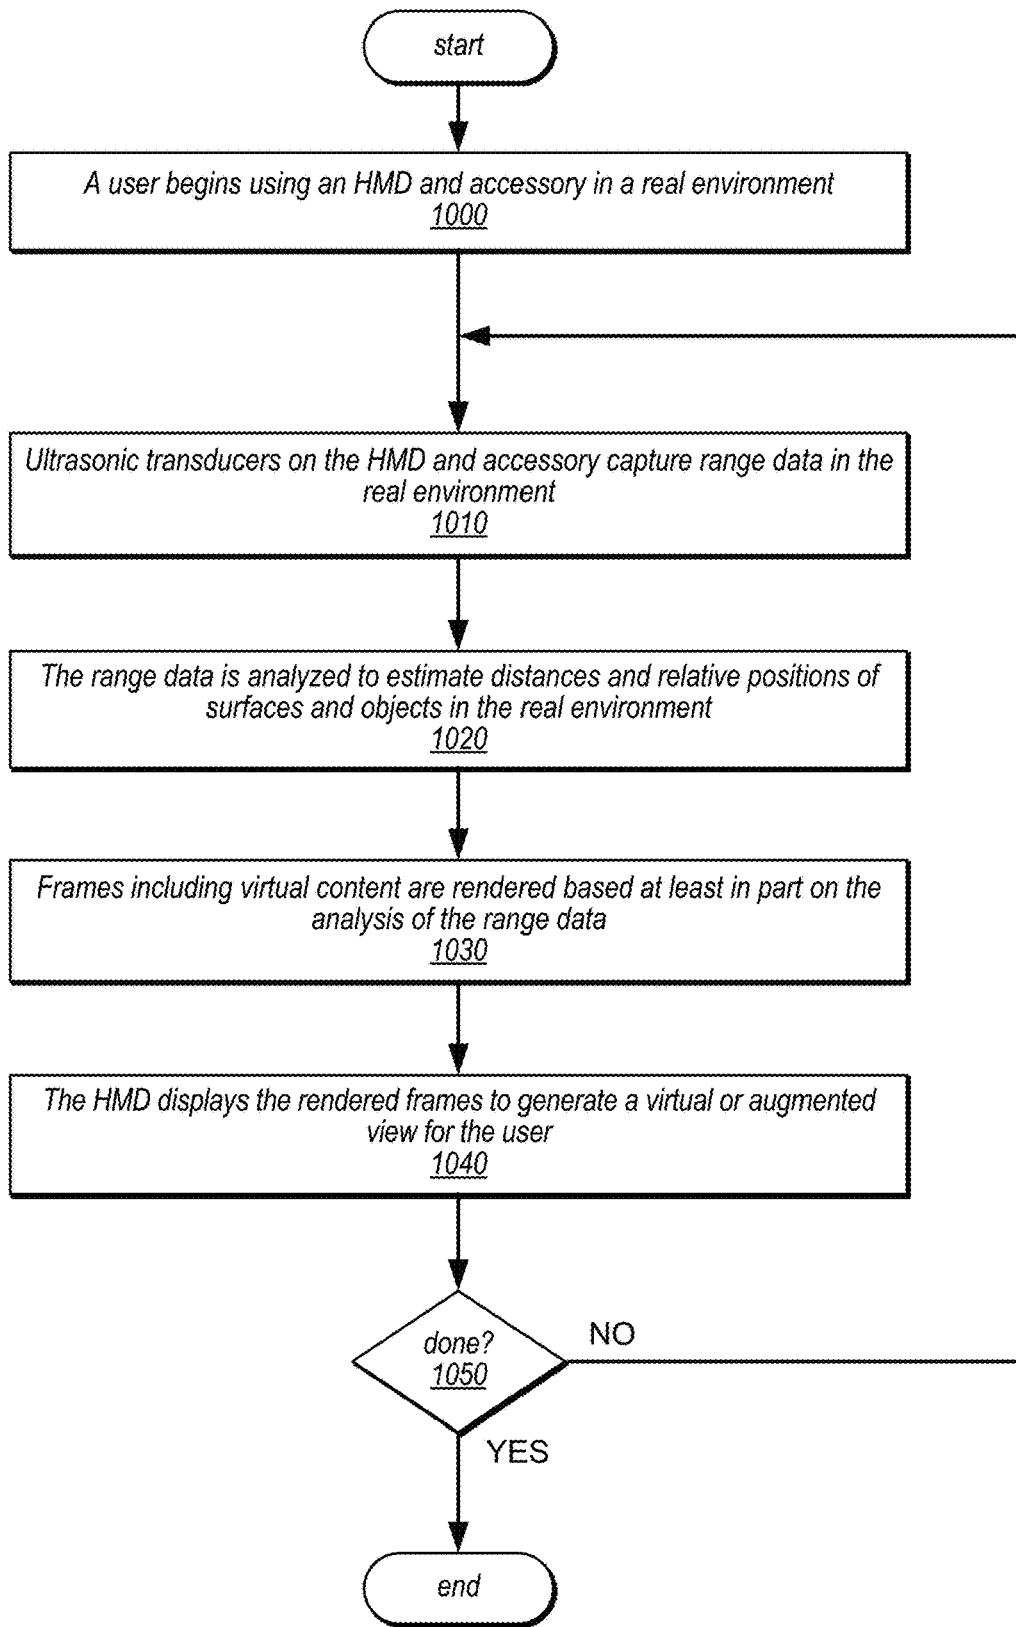 start
A user begins using an HMD and accessory in a real environment
1000
Ultrasonic transducers on the HMD and accessory capture range data in the
real environment
1010
The range data is analyzed to estimate distances and relative positions of
surfaces and objects in the real environment
1020
Frames including virtual content are rendered based at least in part on the
analysis of the range data
1030
The HMD displays the rendered frames to generate a virtual or augmented
view for the user
1040
done?
1050
NO
YES
end